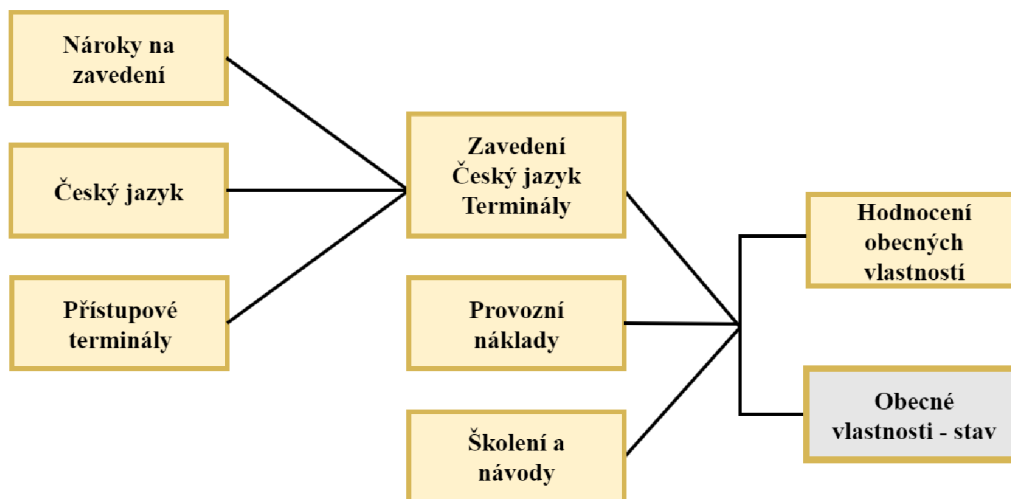 Nároky na
zavedení
Český jazyk
Přístupové
terminály
Zavedení
Český jazyk
Terminály
Provozní
náklady
Školení a
návody
Hodnocení
obecných
vlastností
Obecné
vlastnosti - stav